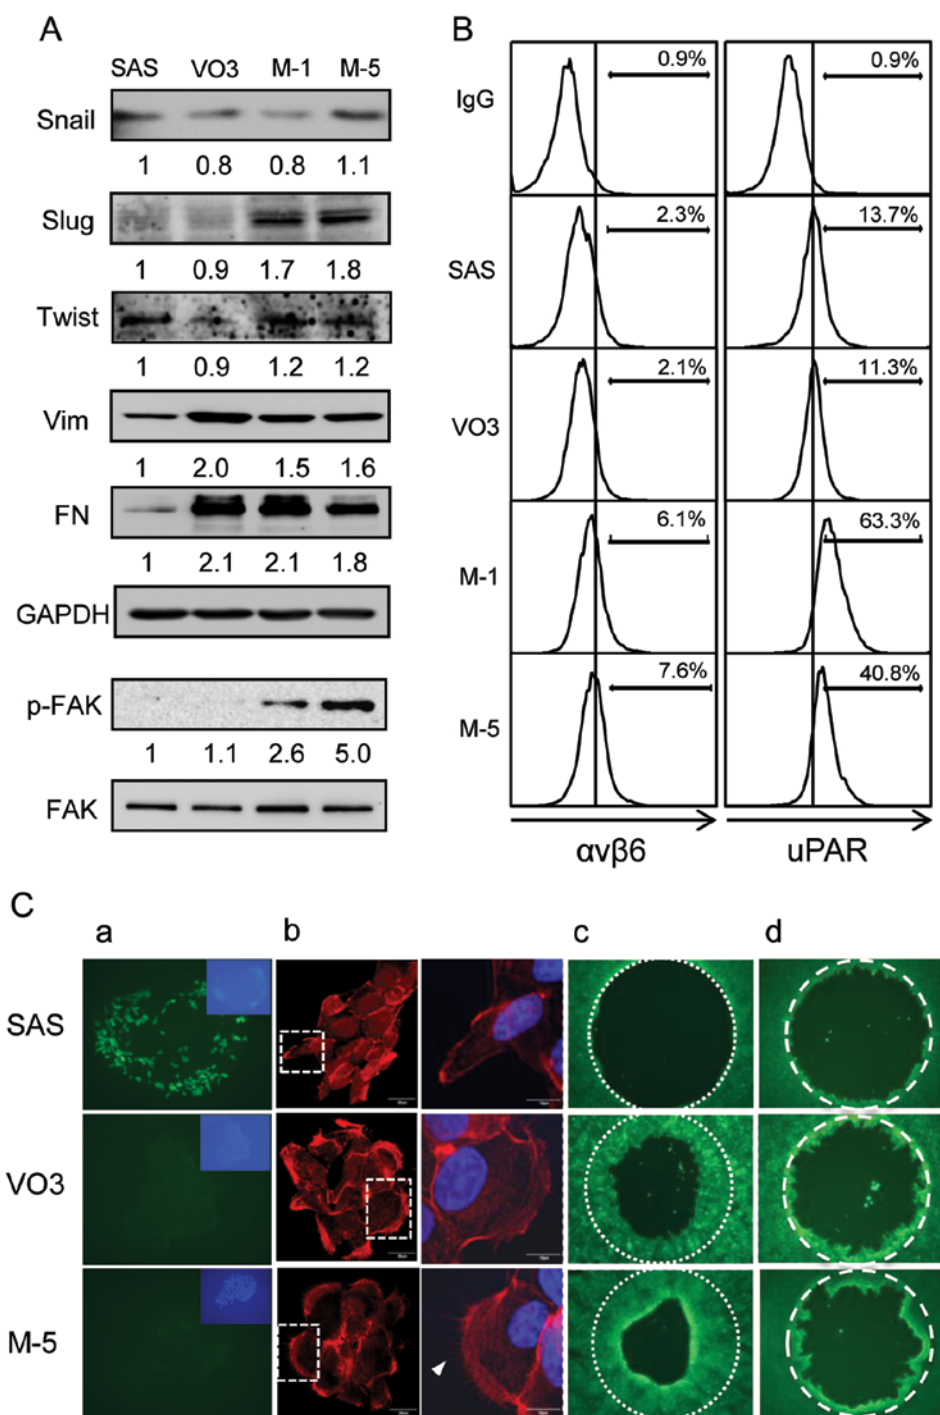 A
SAS VO3 M-1 M-5
Snail
1 0.8 0.8 1.1
Slug
1 0.9 1.7 1.8
Twist
1 0.9 1.2 1.2
Vim
1 2.0 1.5 1.6
FN
1 2.1 2.1 1.8
GAPDH
p-FAK
1 1.1 2.6 5.0
FAK
B
IgG 0.9% 0.9%
SAS 2.3% 13.7%
VO3 2.1% 11.3%
M-1 6.1% 63.3%
M-5 7.6% 40.8%
αvβ6 uPAR
C
a b c d
SAS
VO3
M-5